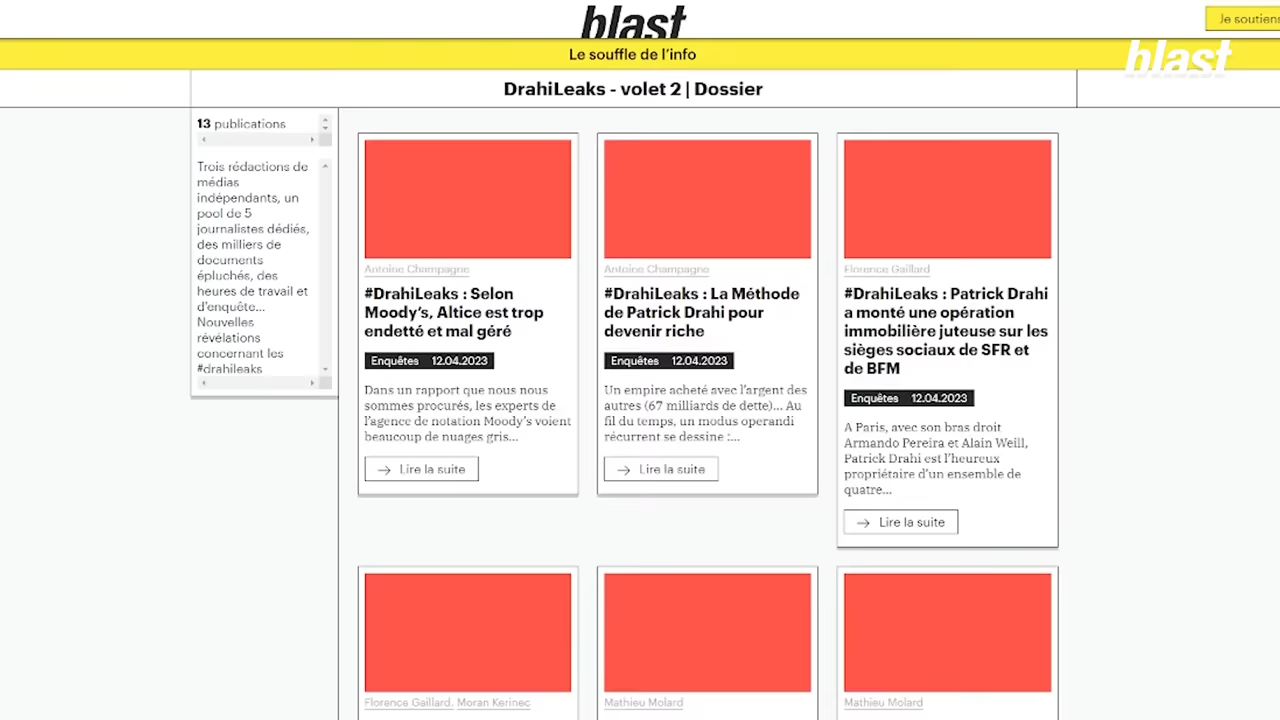 blast
Je soutiens
Le souffle de l'info
blast
DrahiLeaks - volet 2 | Dossier
13 publications
Trois rédactions de
médias
indépendants, un
pool de 5
journalistes dédiés,
des milliers de
documents
épluchés, des
heures de travail et
d'enquête...
Nouvelles
révélations
concernant les
#drahileaks
Antoine Champagne
#DrahiLeaks : Selon
Moody's, Altice est trop
endetté et mal géré
Enquêtes 12.04.2023
Dans un rapport que nous nous
sommes procurés, les experts de
l'agence de notation Moody's voient
beaucoup de nuages gris...
Lire la suite
Antoine Champagne
#DrahiLeaks : La Méthode
de Patrick Drahi pour
devenir riche
Enquêtes 12.04.2023
Un empire acheté avec l'argent des
autres (67 milliards de dette)... Au
fil du temps, un modus operandi
récurrent se dessine :...
Lire la suite
Florence Gaillard
#DrahiLeaks : Patrick Drahi
a monté une opération
immobilière juteuse sur les
sièges sociaux de SFR et
de BFM
Enquêtes 12.04.2023
A Paris, avec son bras droit
Armando Pereira et Alain Weill,
Patrick Drahi est l'heureux
propriétaire d'un ensemble de
quatre...
Lire la suite
Florence Gaillard, Moran Kerinec
Mathieu Molard
Mathieu Molard